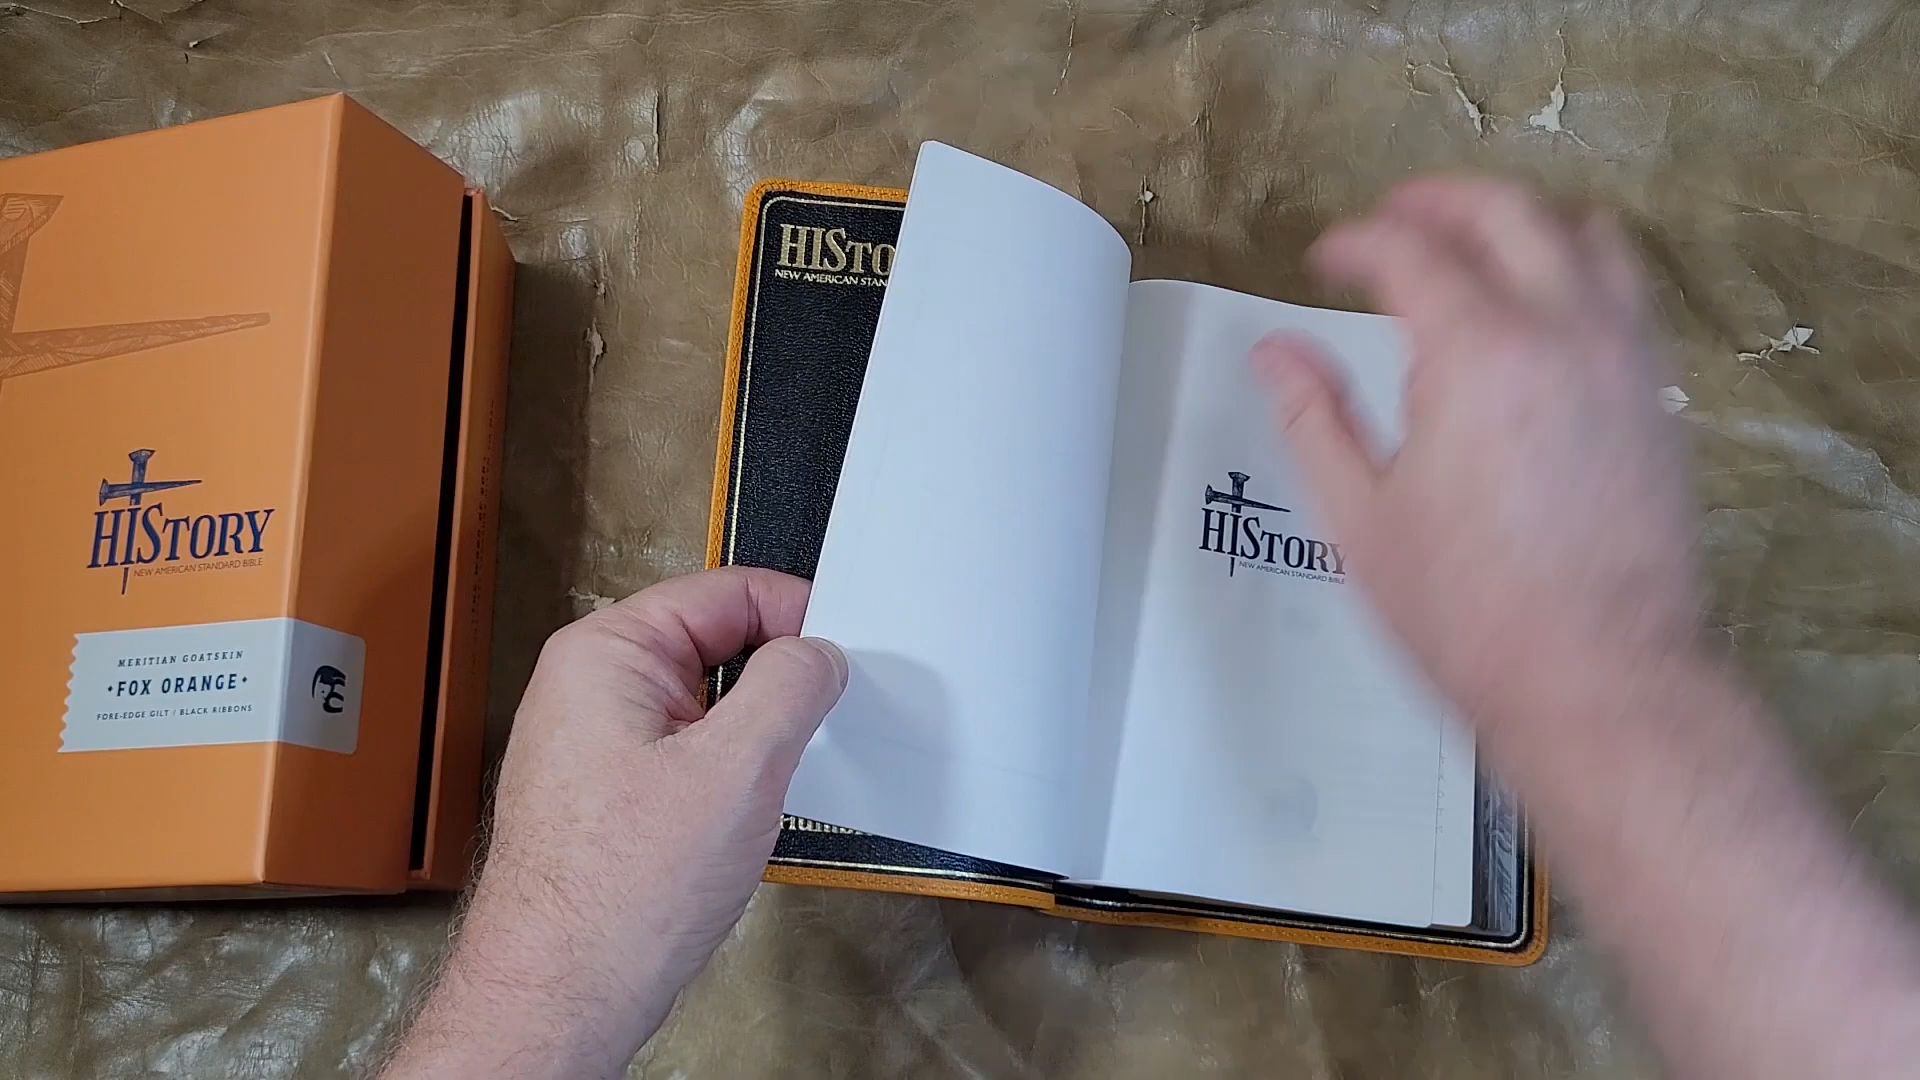 HISTORY
NEW AMERICAN STANDARD BIBLE
MERITIAN GOATSKIN
•FOX ORANGE•
FORE-EDGE GILT / BLACK RIBBONS
HISTO
NEW AMERICAN STAN
HISTORY
NEW AMERICAN STANDARD BIBLE